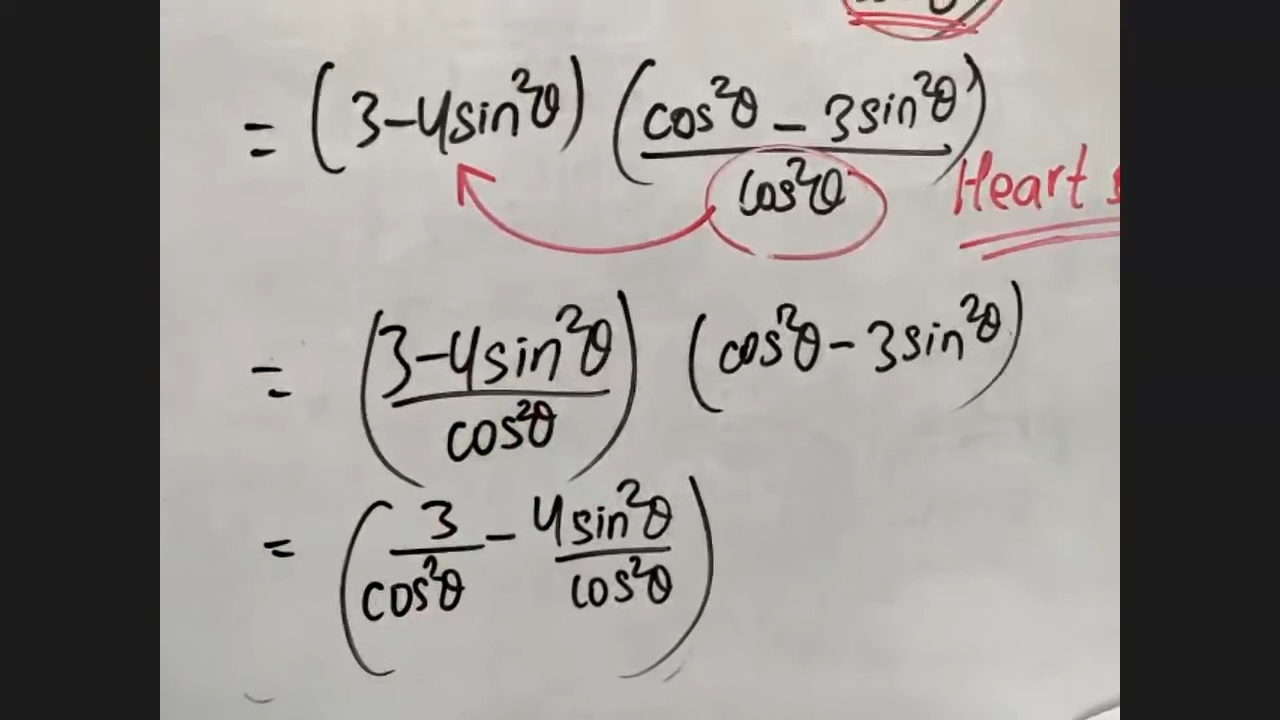 = (3-4sin²θ) (cos²θ - 3sin²θ / cos²θ)
Heart
= (3-4sin²θ / cos²θ) (cos²θ - 3sin²θ)
= (3 / cos²θ - 4sin²θ / cos²θ)